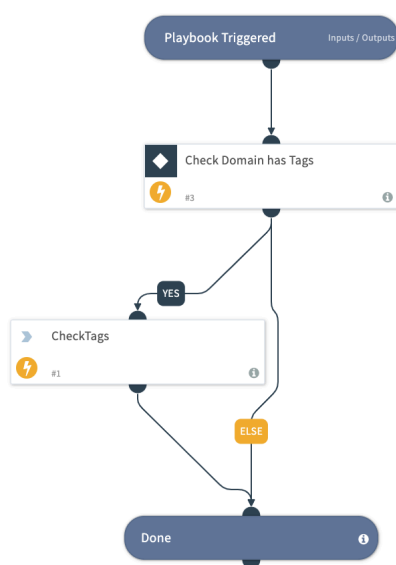 Playbook Triggered
Inputs / Outputs
Check Domain has Tags
#3
YES
CheckTags
#1
ELSE
Done